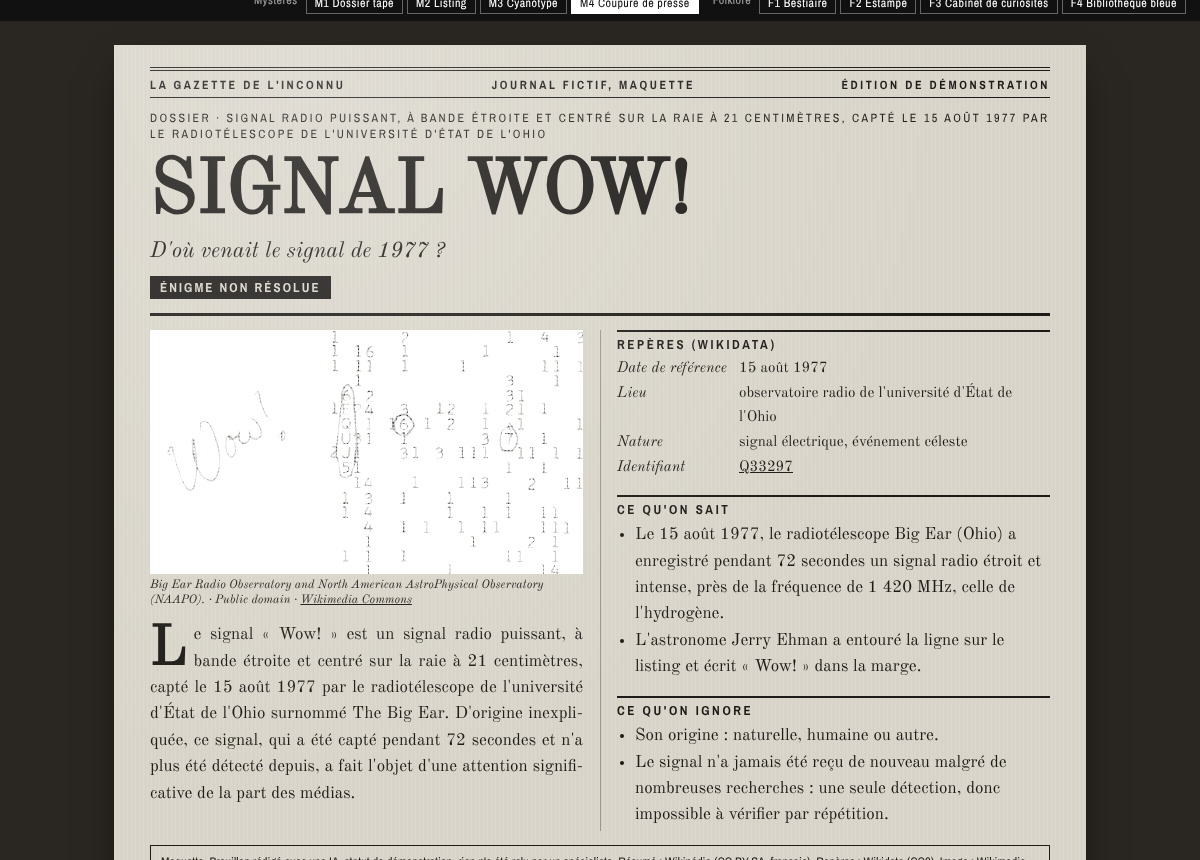 Mystères M1 Dossier tapé M2 Listing M3 Cyanotype M4 Coupure de presse Folklore F1 Bestiaire F2 Estampe F3 Cabinet de curiosités F4 Bibliothèque bleue
LA GAZETTE DE L'INCONNU JOURNAL FICTIF, MAQUETTE ÉDITION DE DÉMONSTRATION
DOSSIER · SIGNAL RADIO PUISSANT, À BANDE ÉTROITE ET CENTRÉ SUR LA RAIE À 21 CENTIMÈTRES, CAPTÉ LE 15 AOÛT 1977 PAR
LE RADIOTÉLESCOPE DE L'UNIVERSITÉ D'ÉTAT DE L'OHIO
SIGNAL WOW!
D'où venait le signal de 1977 ?
ÉNIGME NON RÉSOLUE
Wow!
Big Ear Radio Observatory and North American AstroPhysical Observatory
(NAAPO). · Public domain · Wikimedia Commons
Le signal « Wow! » est un signal radio puissant, à
bande étroite et centré sur la raie à 21 centimètres,
capté le 15 août 1977 par le radiotélescope de l'université
d'État de l'Ohio surnommé The Big Ear. D'origine inexpli-
quée, ce signal, qui a été capté pendant 72 secondes et n'a
plus été détecté depuis, a fait l'objet d'une attention signifi-
cative de la part des médias.
REPÈRES (WIKIDATA)
Date de référence 15 août 1977
Lieu observatoire radio de l'université d'État de
l'Ohio
Nature signal électrique, événement céleste
Identifiant Q33297
CE QU'ON SAIT
• Le 15 août 1977, le radiotélescope Big Ear (Ohio) a
enregistré pendant 72 secondes un signal radio étroit et
intense, près de la fréquence de 1 420 MHz, celle de
l'hydrogène.
• L'astronome Jerry Ehman a entouré la ligne sur le
listing et écrit « Wow! » dans la marge.
CE QU'ON IGNORE
• Son origine : naturelle, humaine ou autre.
• Le signal n'a jamais été reçu de nouveau malgré de
nombreuses recherches : une seule détection, donc
impossible à vérifier par répétition.